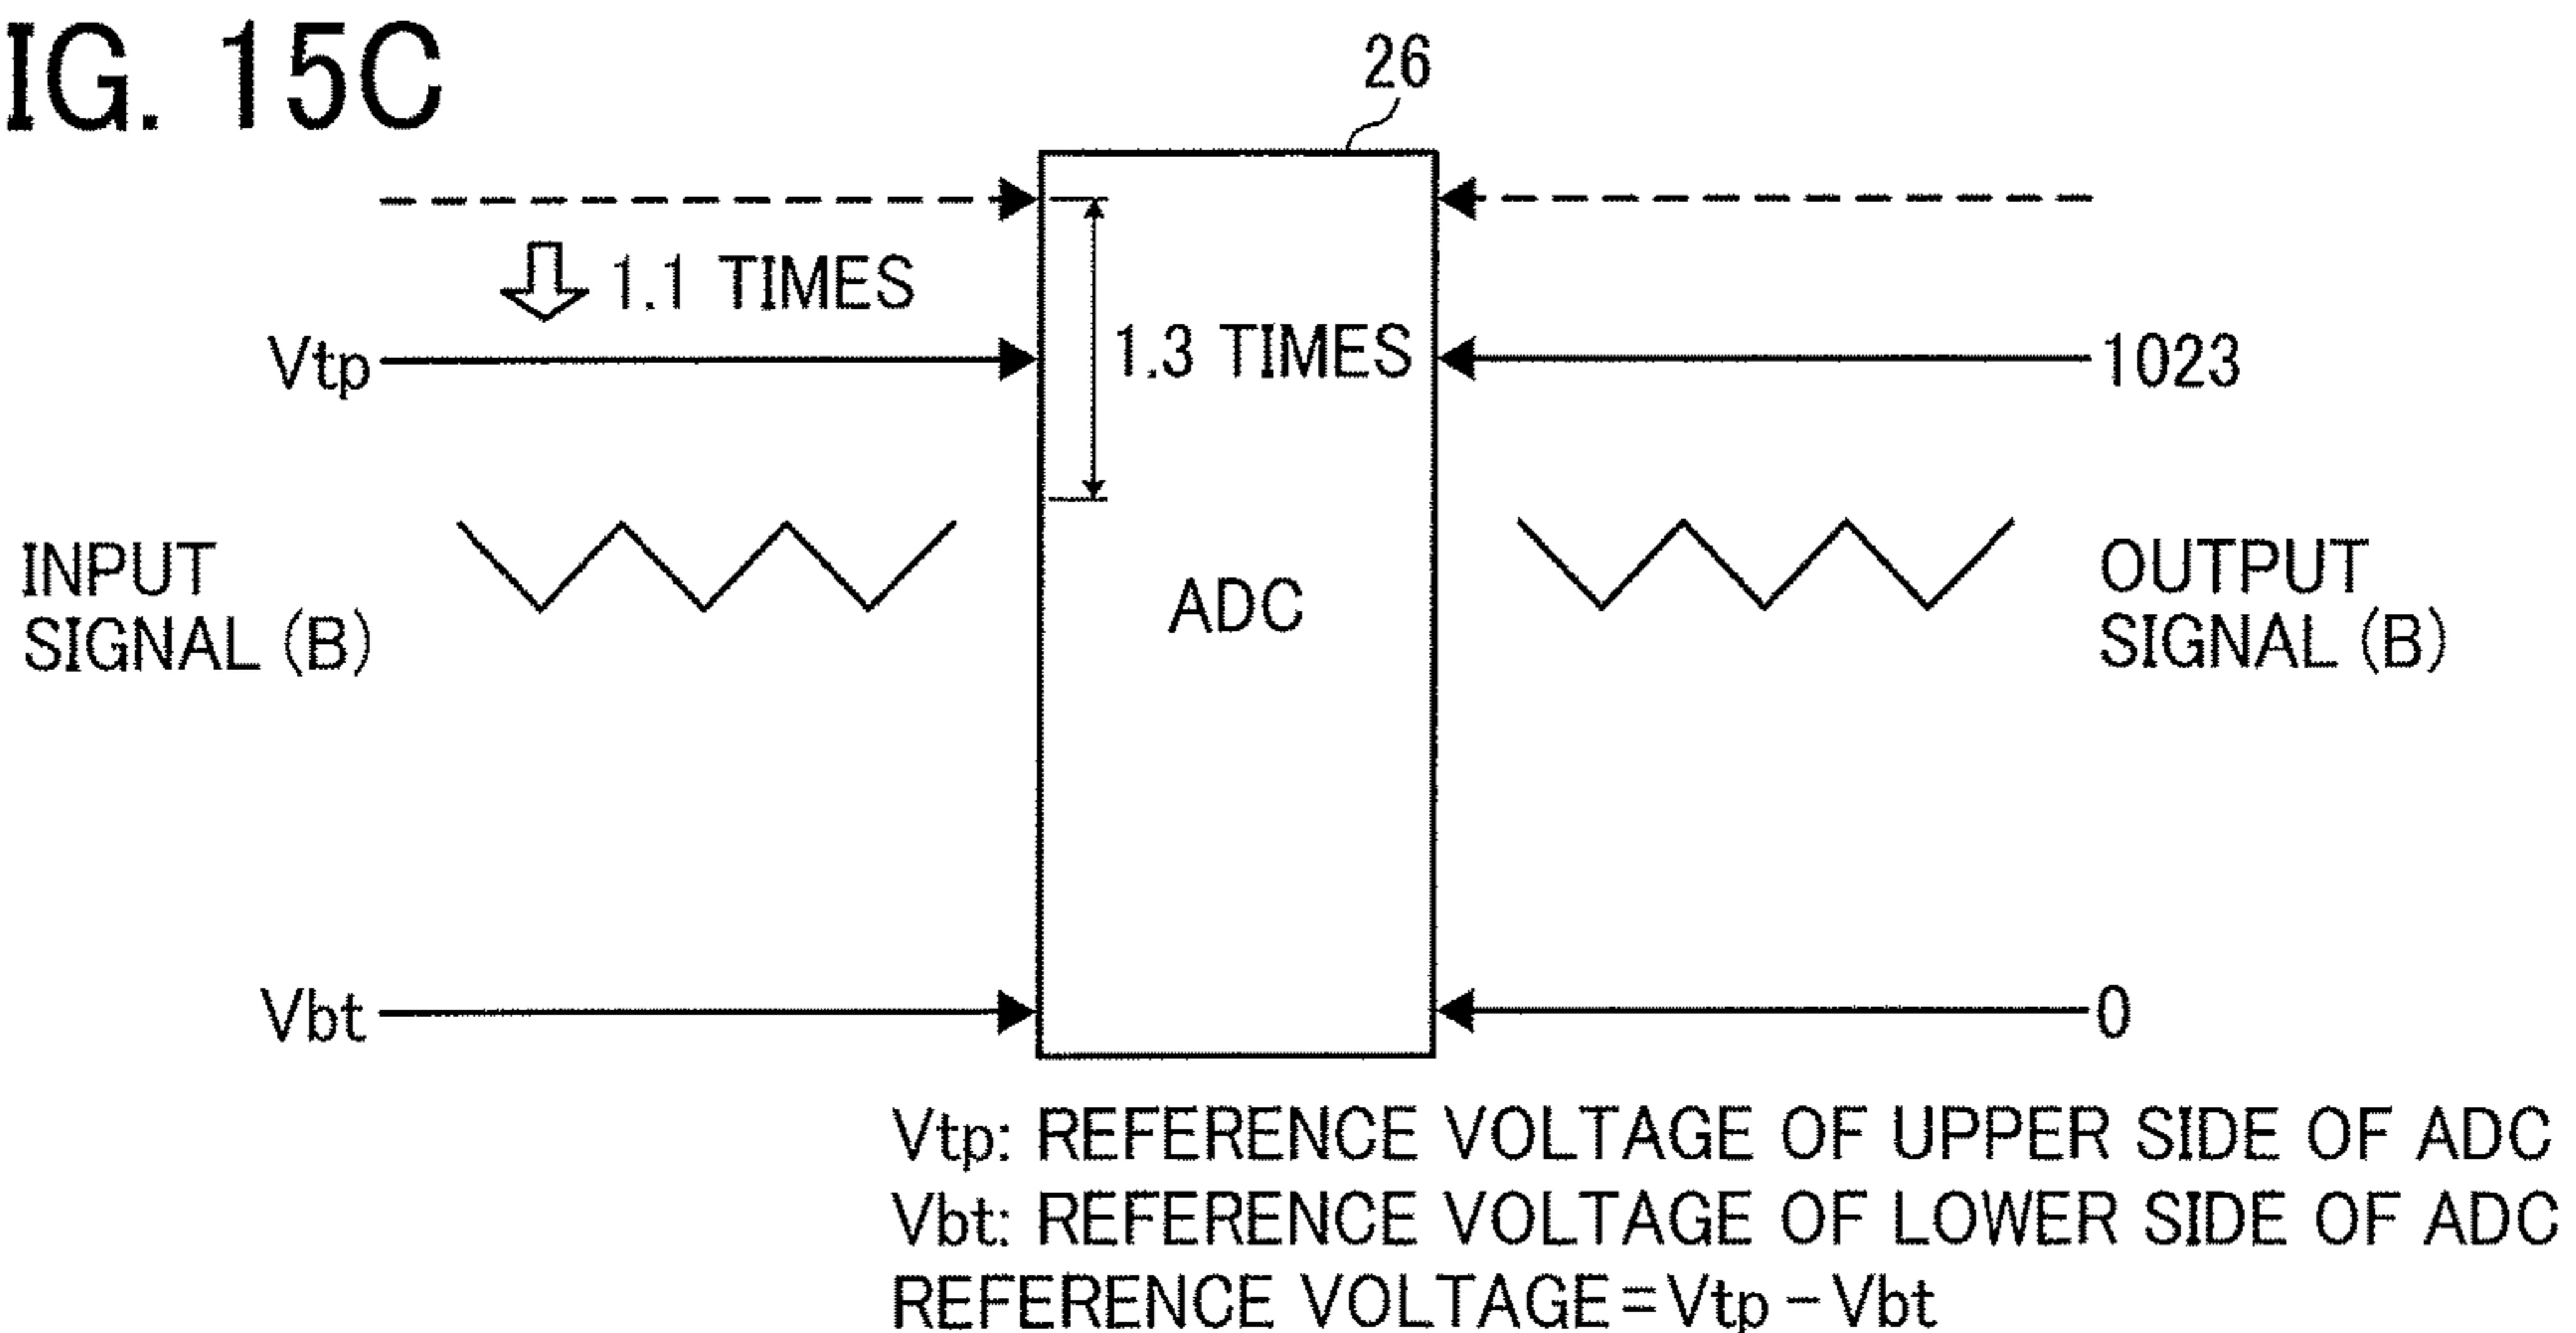 IG. 15C
26
1.1 TIMES
Vtp
1.3 TIMES
1023
INPUT
SIGNAL (B)
ADC
OUTPUT
SIGNAL (B)
Vbt
0
Vtp: REFERENCE VOLTAGE OF UPPER SIDE OF ADC
Vbt: REFERENCE VOLTAGE OF LOWER SIDE OF ADC
REFERENCE VOLTAGE=Vtp-Vbt